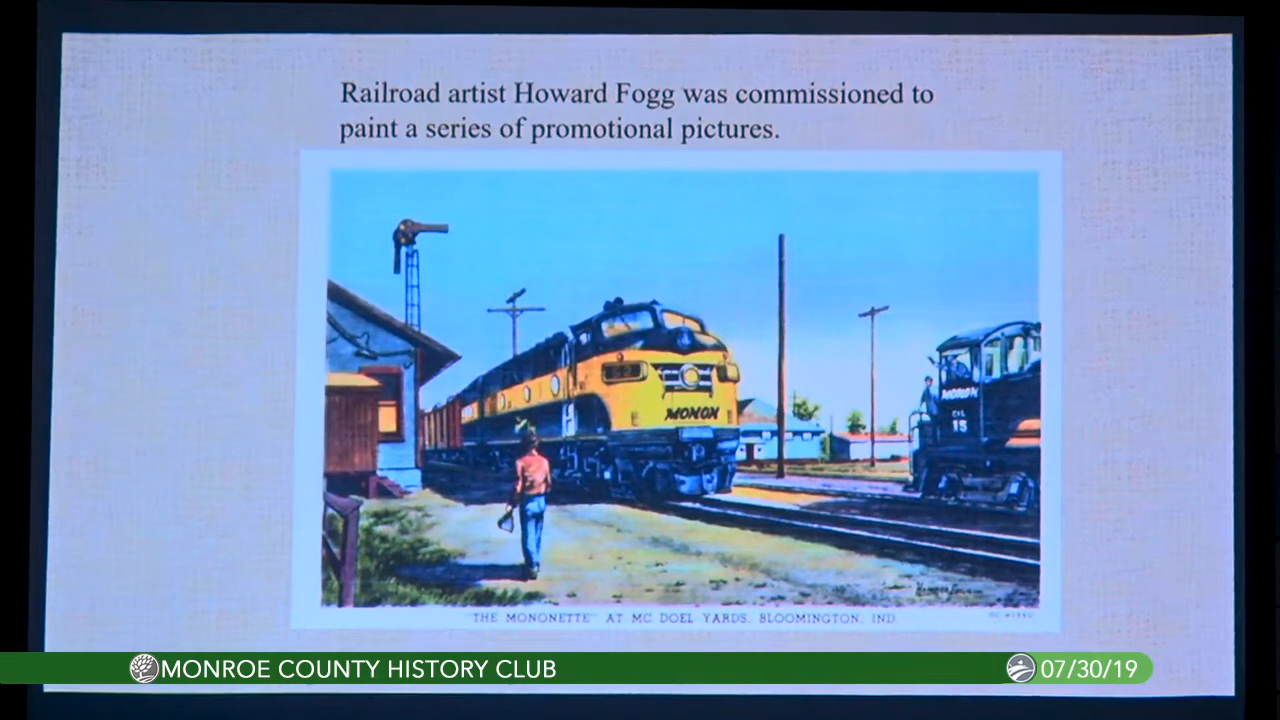 Railroad artist Howard Fogg was commissioned to
paint a series of promotional pictures.
MONON
MONON
15
"THE MONONETTE" AT MC DOEL YARDS, BLOOMINGTON, IND
MONROE COUNTY HISTORY CLUB
07/30/19